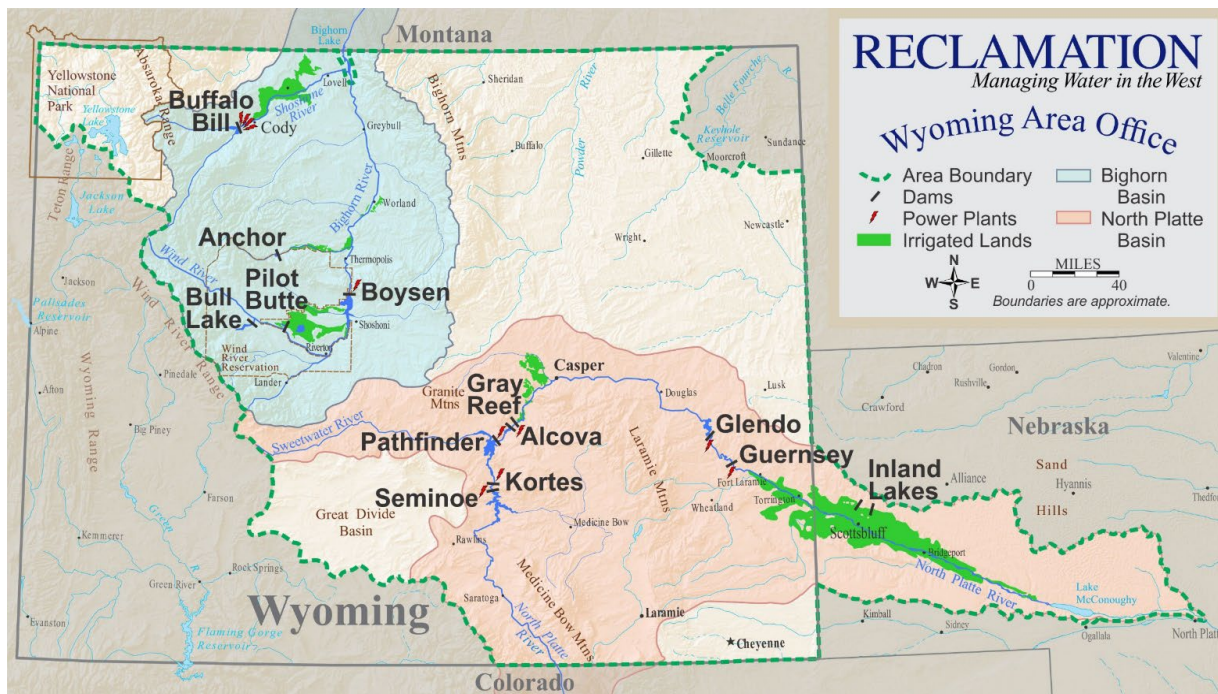 Montana
RECLAMATION
Managing Water in the West
Wyoming Area Office
Area Boundary
Dams
Power Plants
Irrigated Lands
Bighorn
Basin
North Platte
Basin
N
W
E
S
MILES
0
40
Boundaries are approximate.
Bighorn
Lake
Yellowstone
National
Park
Absaroka Range
Yellowstone
Lake
Buffalo
Bill
Cody
Shoshone
River
Lovell
Greybull
Bighorn Mtns
Sheridan
Buffalo
Powder
River
Gillette
Belle Fourche
R
Keyhole
Reservoir
Moorcroft
Sundance
Teton Range
Jackson
Lake
Bighorn River
Worland
Anchor
Thermopolis
Wright
Newcastle
Wind River
Pilot
Butte
Bull
Lake
Boysen
Shoshoni
Riverton
Wind
River
Reservation
Lander
Jackson
Palisades
Reservoir
Alpine
Wind River Range
Afton
Wyoming Range
Pinedale
Big Piney
Farson
Green
R
Kemmerer
Green River
Rock Springs
Evanston
Flaming Gorge
Reservoir
Wyoming
Granite
Mtns
Casper
Gray
Reef
Sweetwater River
Pathfinder
Alcova
Kortes
Seminoe
Great Divide
Basin
Rawlins
Medicine Bow
Saratoga
Medicine Bow Mtns
North Platte
River
Laramie
Laramie
Mtns
Douglas
Lusk
Glendo
Guernsey
Fort Laramie
Wheatland
Torrington
Cheyenne
Colorado
Inland
Lakes
Scottsbluff
Bridgeport
North Platte River
Alliance
Chadron
Rushville
Gordon
Valentine
Crawford
Nebraska
Sand
Hills
Hyannis
Thedford
Lake
McConoughy
Kimball
Sidney
Ogallala
North Platte